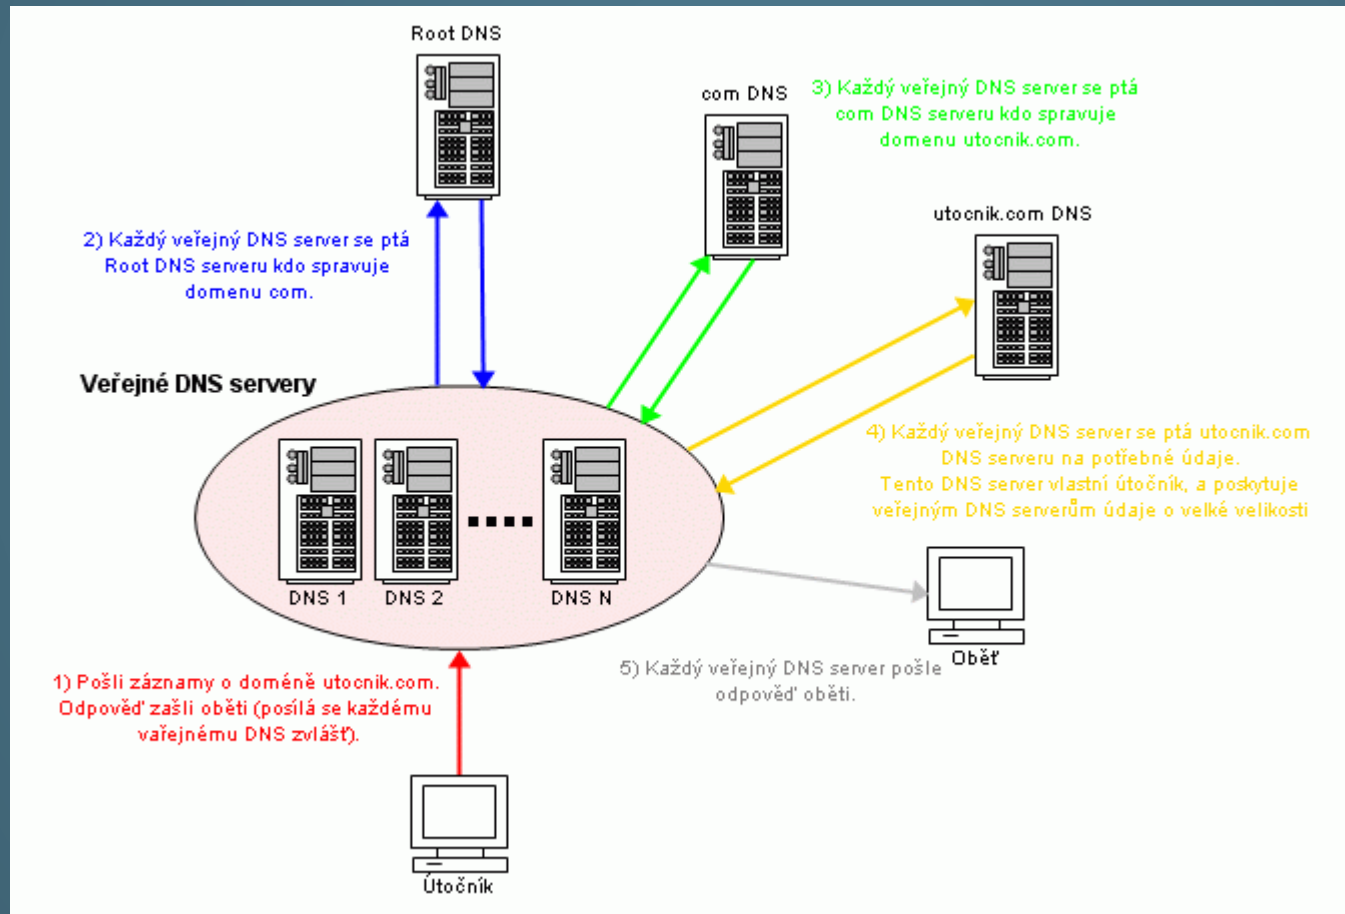 Root DNS
com DNS
3) Každý veřejný DNS server se ptá
com DNS serveru kdo spravuje
domenu utocnik.com.
utocnik.com DNS
2) Každý veřejný DNS server se ptá
Root DNS serveru kdo spravuje
domenu com.
Veřejné DNS servery
4) Každý veřejný DNS server se ptá utocnik.com
DNS serveru na potřebné údaje.
Tento DNS server vlastní útočník, a poskytuje
veřejným DNS serverům údaje o velké velikosti
DNS 1
DNS 2
DNS N
Oběť
5) Každý veřejný DNS server pošle
odpověď oběti.
1) Pošli záznamy o doméně utocnik.com.
Odpověď zašli oběti (posílá se každému
vařejnému DNS zvlášť).
Útočník